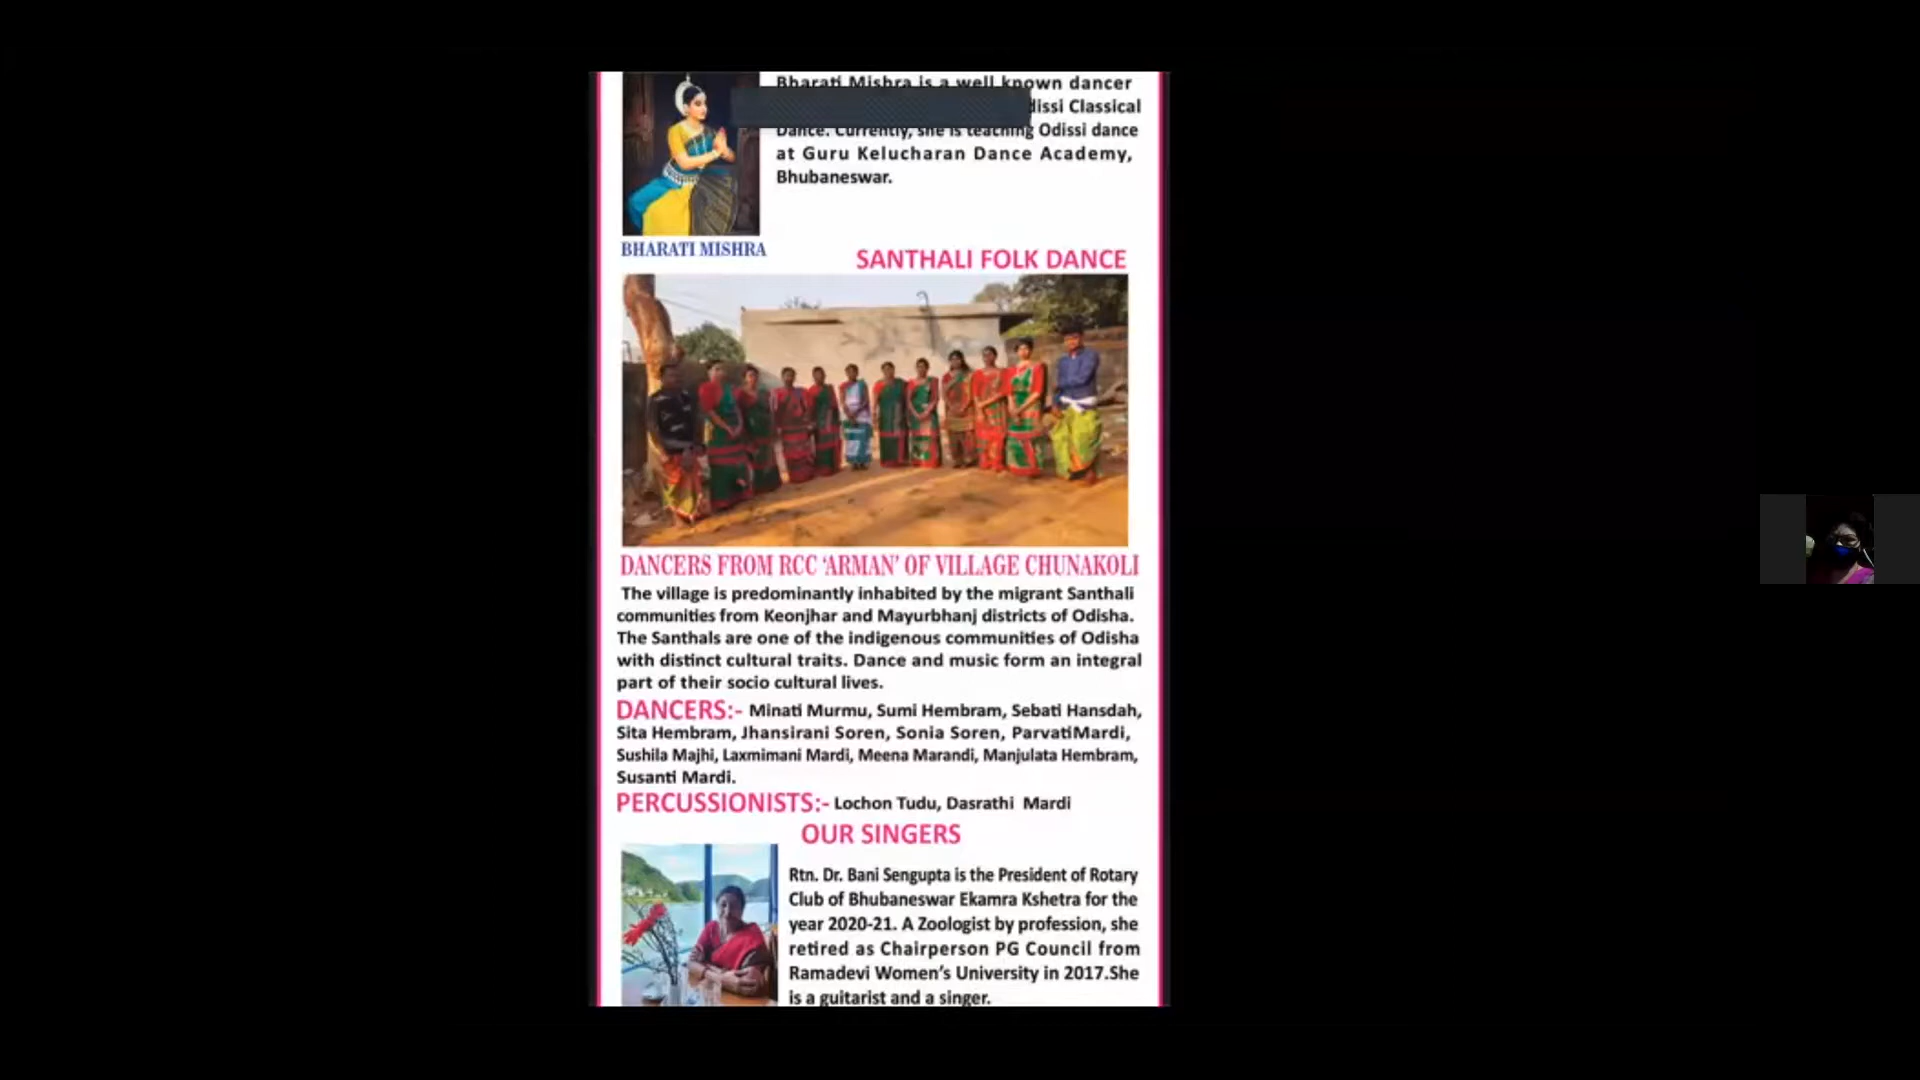 Bharati Mishra is a well known dancer
dissi Classical
Dance. Currently, she is teaching Odissi dance
at Guru Kelucharan Dance Academy,
Bhubaneswar.
BHARATI MISHRA
SANTHALI FOLK DANCE
DANCERS FROM RCC ‘ARMAN’ OF VILLAGE CHUNAKOLI
The village is predominantly inhabited by the migrant Santhali
communities from Keonjhar and Mayurbhanj districts of Odisha.
The Santhals are one of the indigenous communities of Odisha
with distinct cultural traits. Dance and music form an integral
part of their socio cultural lives.
DANCERS:- Minati Murmu, Sumi Hembram, Sebati Hansdah,
Sita Hembram, Jhansirani Soren, Sonia Soren, ParvatiMardi,
Sushila Majhi, Laxmimani Mardi, Meena Marandi, Manjulata Hembram,
Susanti Mardi.
PERCUSSIONISTS:- Lochon Tudu, Dasrathi Mardi
OUR SINGERS
Rtn. Dr. Bani Sengupta is the President of Rotary
Club of Bhubaneswar Ekamra Kshetra for the
year 2020-21. A Zoologist by profession, she
retired as Chairperson PG Council from
Ramadevi Women’s University in 2017.She
is a guitarist and a singer.